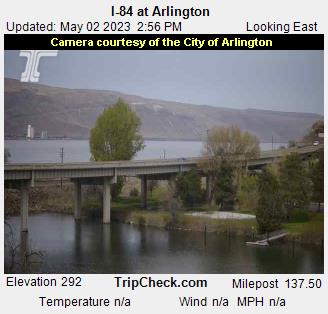 I-84 at Arlington
Updated: May 02 2023 2:56 PM Looking East
Camera courtesy of the City of Arlington
Elevation 292 TripCheck.com Milepost 137.50
Temperature n/a Wind n/a MPH n/a